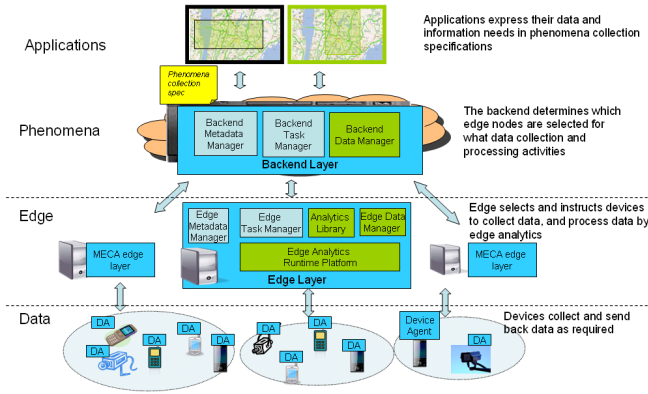 Applications
Applications express their data and
information needs in phenomena collection
specifications
Phenomena
collection
spec
Phenomena
Backend
Metadata
Manager
Backend
Task
Manager
Backend
Data Manager
Backend Layer
The backend determines which
edge nodes are selected for
what data collection and
processing activities
Edge
MECA edge
layer
Edge
Metadata
Manager
Edge
Task Manager
Analytics
Library
Edge Data
Manager
Edge Analytics
Runtime Platform
Edge Layer
MECA edge
layer
Edge selects and instructs devices
to collect data, and process data by
edge analytics
Data
DA
DA
DA
DA
DA
DA
DA
DA
DA
Device
Agent
DA
Devices collect and send
back data as required